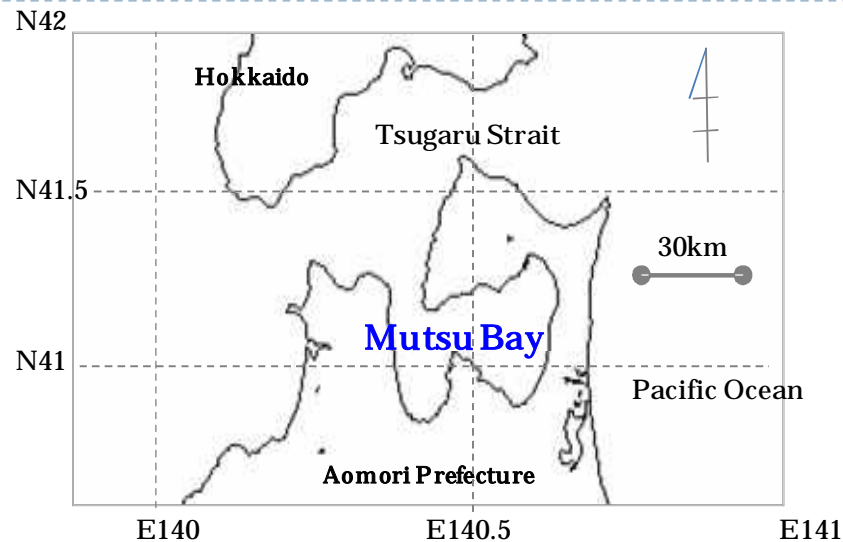 N42
Hokkaido
Tsugaru Strait
N41.5
30km
Mutsu Bay
N41
Pacific Ocean
Aomori Prefecture
E140
E140.5
E141